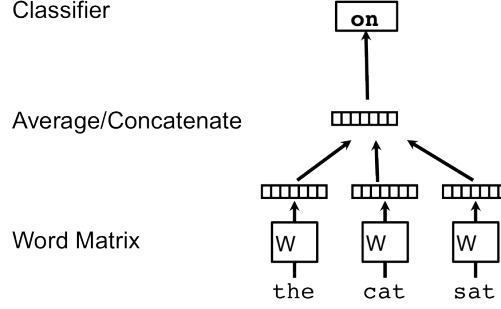 Classifier
on
Average/Concatenate
Word Matrix
W W W
the cat sat